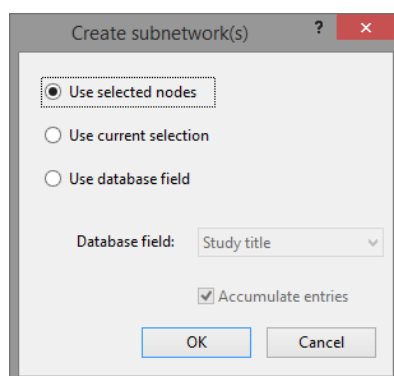 Create subnetwork(s) ? ×
Use selected nodes
Use current selection
Use database field
Database field: Study title
Accumulate entries
OK Cancel